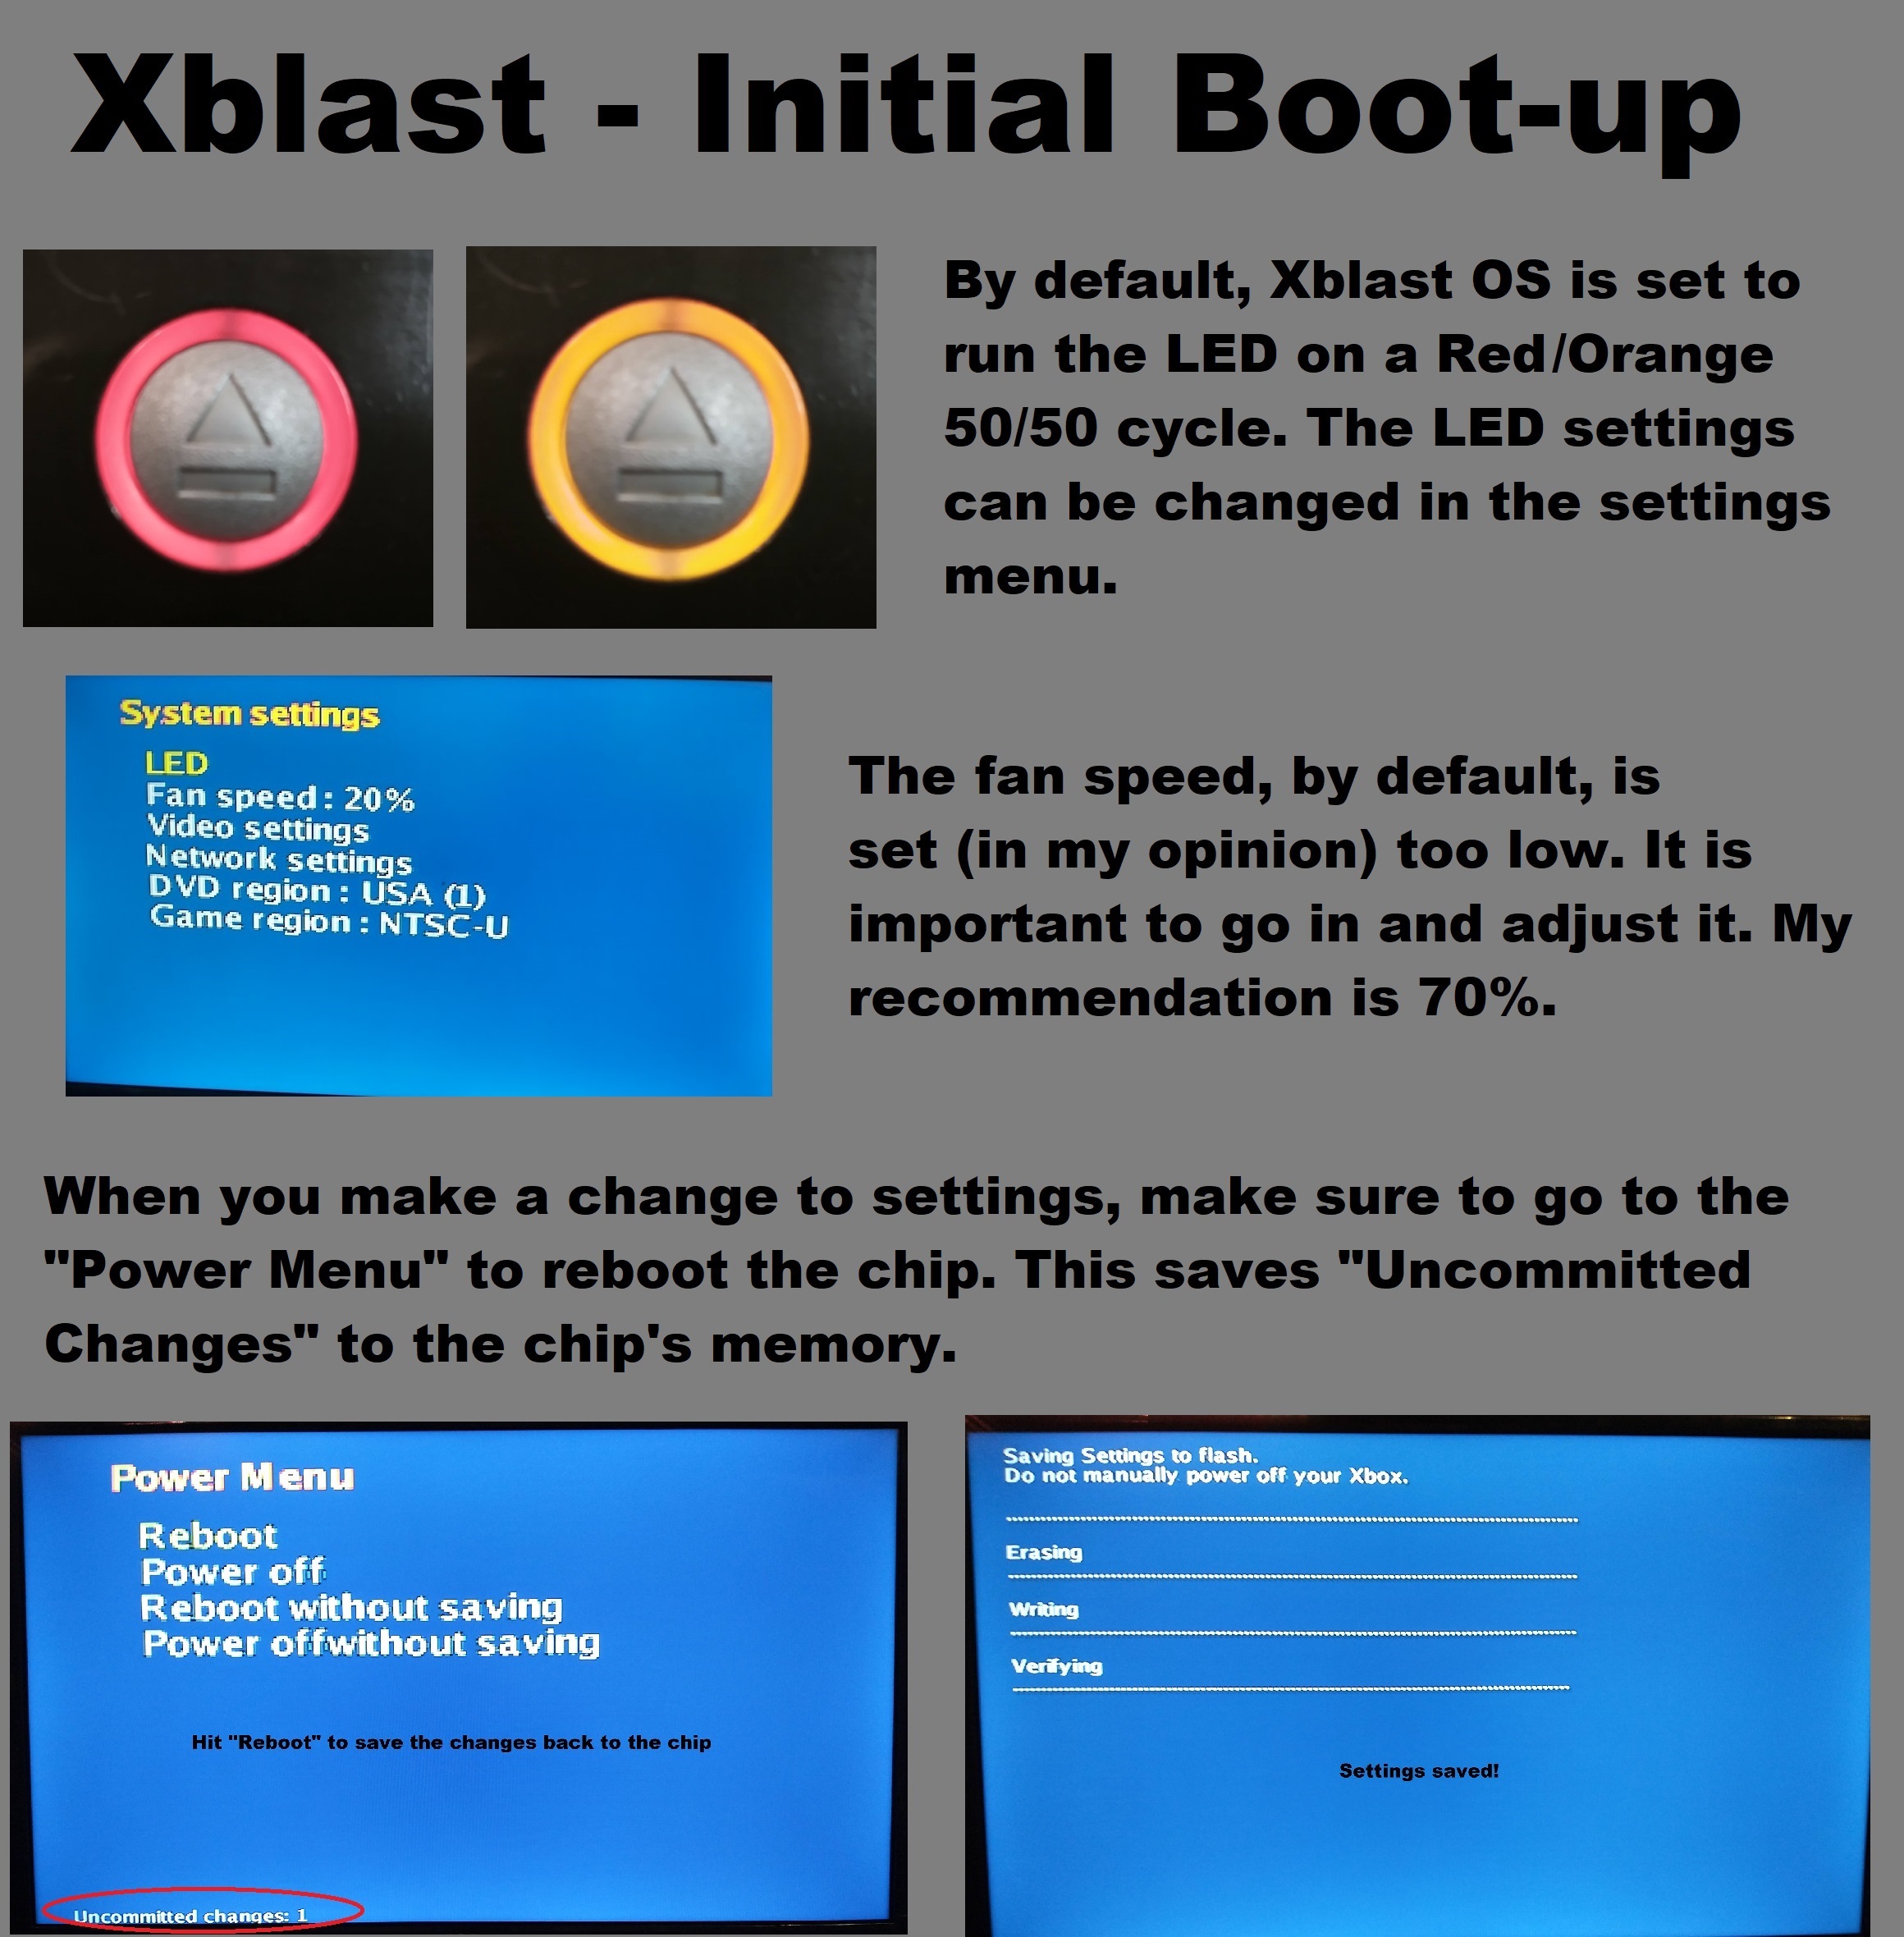 Xblast - Initial Boot-up
By default, Xblast OS is set to
run the LED on a Red/Orange
50/50 cycle. The LED settings
can be changed in the settings
menu.
System settings
LED
Fan speed : 20%
Video settings
Network settings
DVD region : USA (1)
Game region : NTSC-U
The fan speed, by default, is
set (in my opinion) too low. It is
important to go in and adjust it. My
recommendation is 70%.
When you make a change to settings, make sure to go to the
"Power Menu" to reboot the chip. This saves "Uncommitted
Changes" to the chip's memory.
Power Menu
Reboot
Power off
Reboot without saving
Power offwithout saving
Hit "Reboot" to save the changes back to the chip
Uncommitted changes: 1
Saving Settings to flash.
Do not manually power off your Xbox.
Erasing
Writing
Verifying
Settings saved!